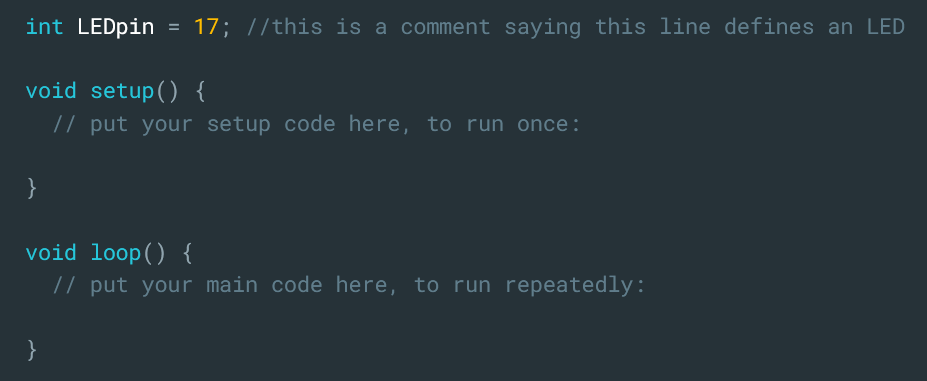 int LEDpin = 17; //this is a comment saying this line defines an LED
void setup() {
// put your setup code here, to run once:
}
void loop() {
// put your main code here, to run repeatedly:
}